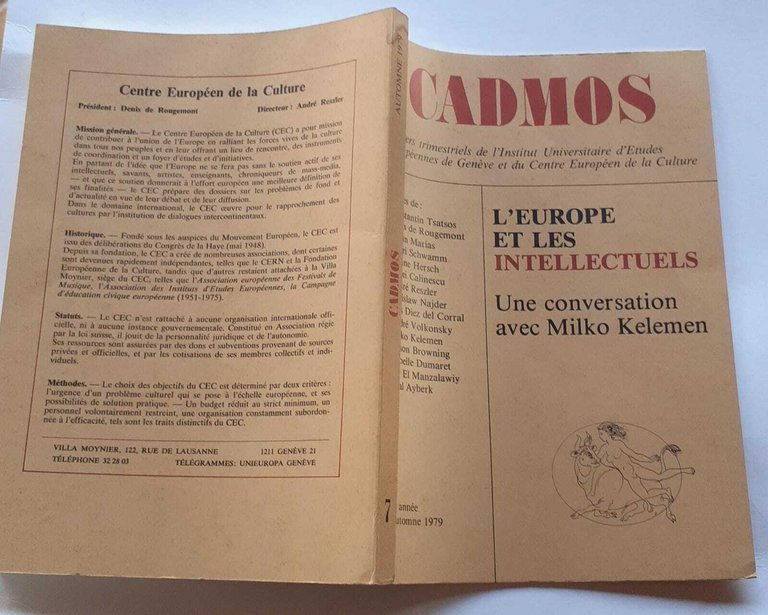 Centre Européen de la Culture
Président : Denis de Rougemont Directeur : André Reszler
Mission générale. — Le Centre Européen de la Culture (CEC) a pour mission
de contribuer à l'union de l'Europe en ralliant les forces vives de la culture
dans tous nos peuples et en leur offrant un lieu de rencontre, des instruments
de coordination et un foyer d'études et d'initiatives.
En partant de l'idée que l'Europe ne se fera pas sans le soutien actif de ses
intellectuels, savants, artistes, enseignants, chroniqueurs de mass-media,
— et que ce soutien donnerait à l'effort européen une meilleure définition de
ses finalités — le CEC prépare des dossiers sur les problèmes de fond et
d'actualité en vue de leur débat et de leur diffusion.
Dans le domaine international, le CEC œuvre pour le rapprochement des
cultures par l'institution de dialogues intercontinentaux.
Historique. — Fondé sous les auspices du Mouvement Européen, le CEC est
issu des délibérations du Congrès de la Haye (mai 1948).
Depuis sa fondation, le CEC a créé de nombreuses associations, dont certaines
sont devenues rapidement indépendantes, telles que le CERN et la Fondation
Européenne de la Culture, tandis que d'autres restaient attachées à la Villa
Moynier, siège du CEC, telles que l'Association européenne des Festivals de
Musique, l'Association des Instituts d'Etudes Européennes, la Campagne
d'éducation civique européenne (1951-1975).
Statuts. — Le CEC n'est rattaché à aucune organisation internationale offi-
cielle, ni à aucune instance gouvernementale. Constitué en Association régie
par la loi suisse, il jouit de la personnalité juridique et de l'autonomie.
Ses ressources sont assurées par des dons et subventions provenant de sources
privées et officielles, et par les cotisations de ses membres collectifs et indi-
viduels.
Méthodes. — Le choix des objectifs du CEC est déterminé par deux critères :
l'urgence d'un problème culturel qui se pose à l'échelle européenne, et ses
possibilités de solution pratique. — Un budget réduit au strict minimum, un
personnel volontairement restreint, une organisation constamment subordon-
née à l'efficacité, tels sont les traits distinctifs du CEC.
VILLA MOYNIER, 122, RUE DE LAUSANNE 1211 GENÈVE 21
TÉLÉPHONE 32 28 03 TÉLÉGRAMMES: UNIEUROPA GENÈVE
AUTOMNE 1979
CADMOS
7
CADMOS
ers trimestriels de l'Institut Universitaire d'Etudes
péennes de Genève et du Centre Européen de la Culture
es de :
stantin Tsatsos
de Rougemont
n Marias
Schwamm
ne Hersch
Calinescu
ré Reszler
slaw Najder
Diez del Corral
ré Volkonsky
ko Kelemen
on Browning
elle Dumaret
El Manzalawiy
al Ayberk
L'EUROPE
ET LES
INTELLECTUELS
Une conversation
avec Milko Kelemen
année
utomne 1979